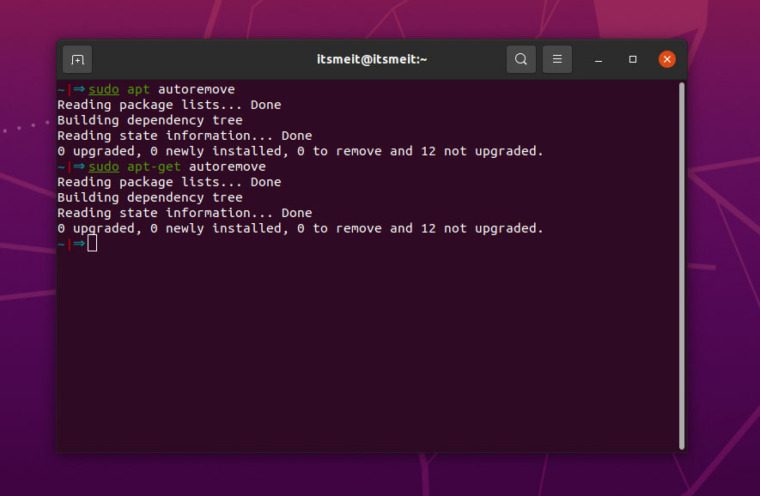 itsmeit@itsmeit:~
~|⇒sudo apt autoremove
Reading package lists... Done
Building dependency tree
Reading state information... Done
0 upgraded, 0 newly installed, 0 to remove and 12 not upgraded.
~|⇒sudo apt-get autoremove
Reading package lists... Done
Building dependency tree
Reading state information... Done
0 upgraded, 0 newly installed, 0 to remove and 12 not upgraded.
~|⇒